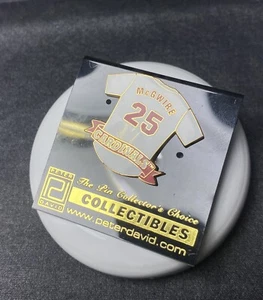 McGWIRE
25
CARDINALS
PETER
DAVID
The Pin Collector's Choice
COLLECTIBLES
www.peterdavid.com